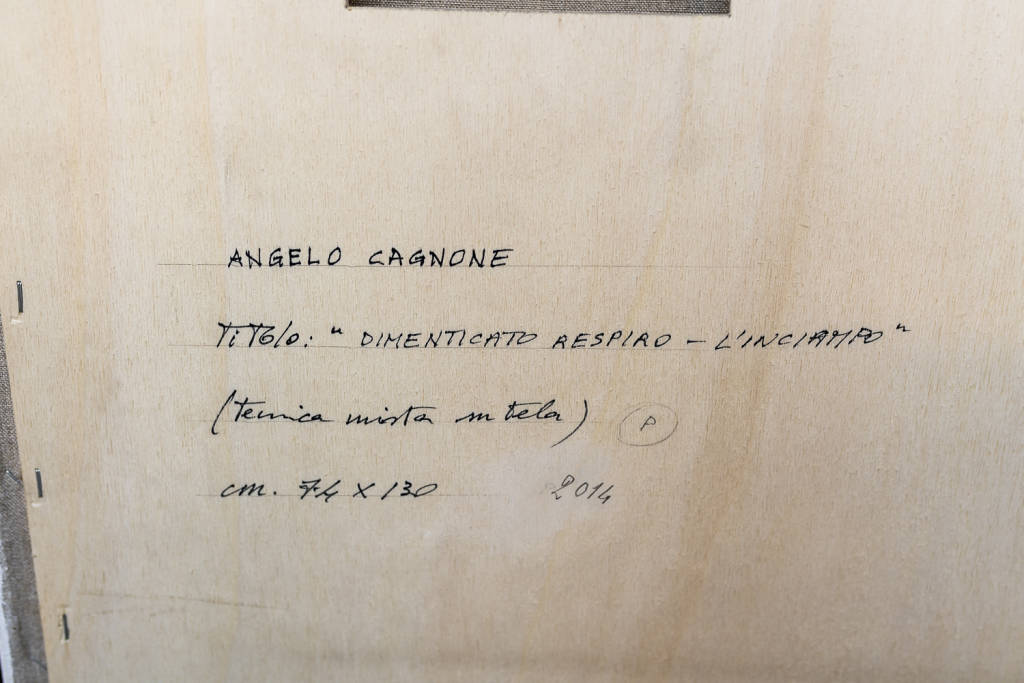 ANGELO CAGNONE
TiTolo: "DIMENTICATO RESPIRO – L'INCIAMPO"
(tecnica mista su tela) P
cm. 74 X 130 2014